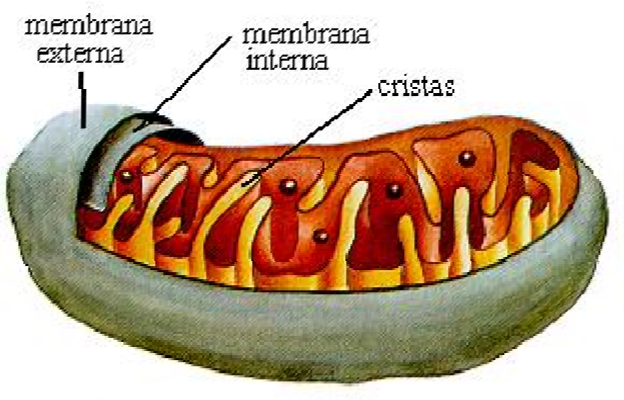 membrana
externa
membrana
interna
cristas